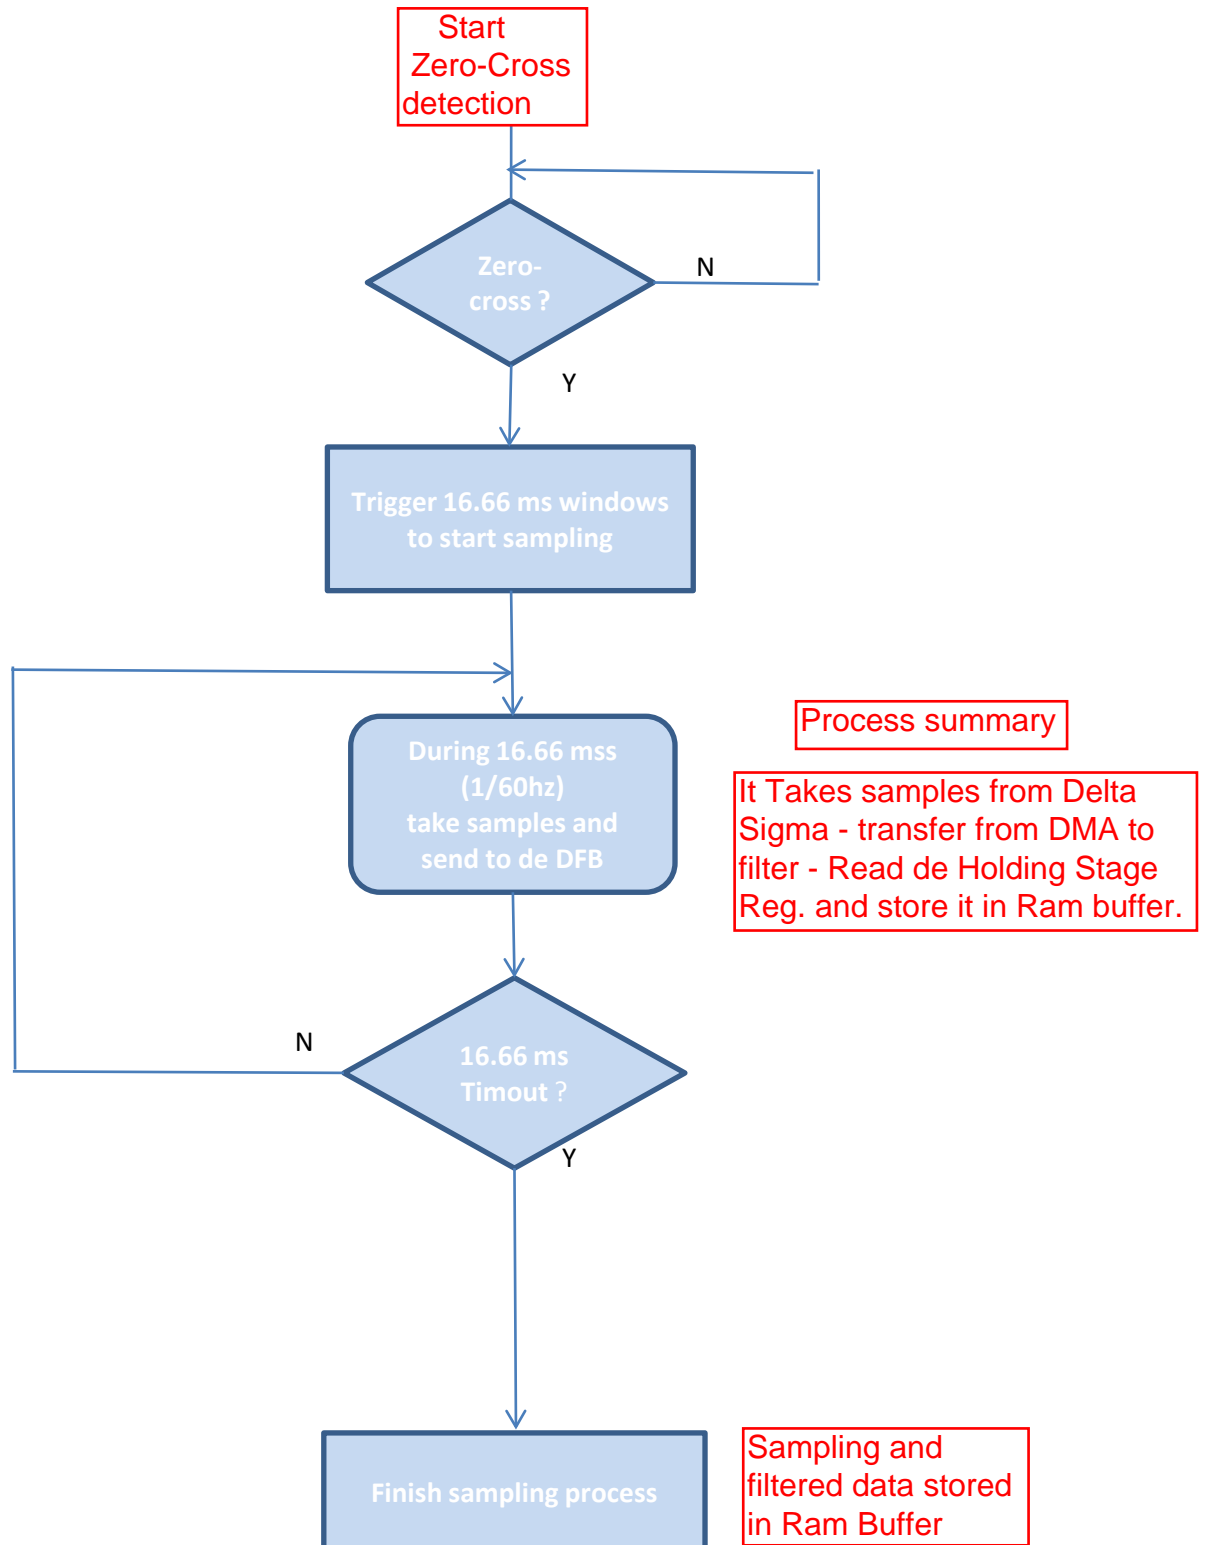 Start
Zero-Cross
detection
Zero-
cross ?
N
Y
Trigger 16.66 ms windows
to start sampling
During 16.66 mss
(1/60hz)
take samples and
send to de DFB
Process summary
It Takes samples from Delta
Sigma - transfer from DMA to
filter - Read de Holding Stage
Reg. and store it in Ram buffer.
N
16.66 ms
Timout ?
Y
Finish sampling process
Sampling and
filtered data stored
in Ram Buffer